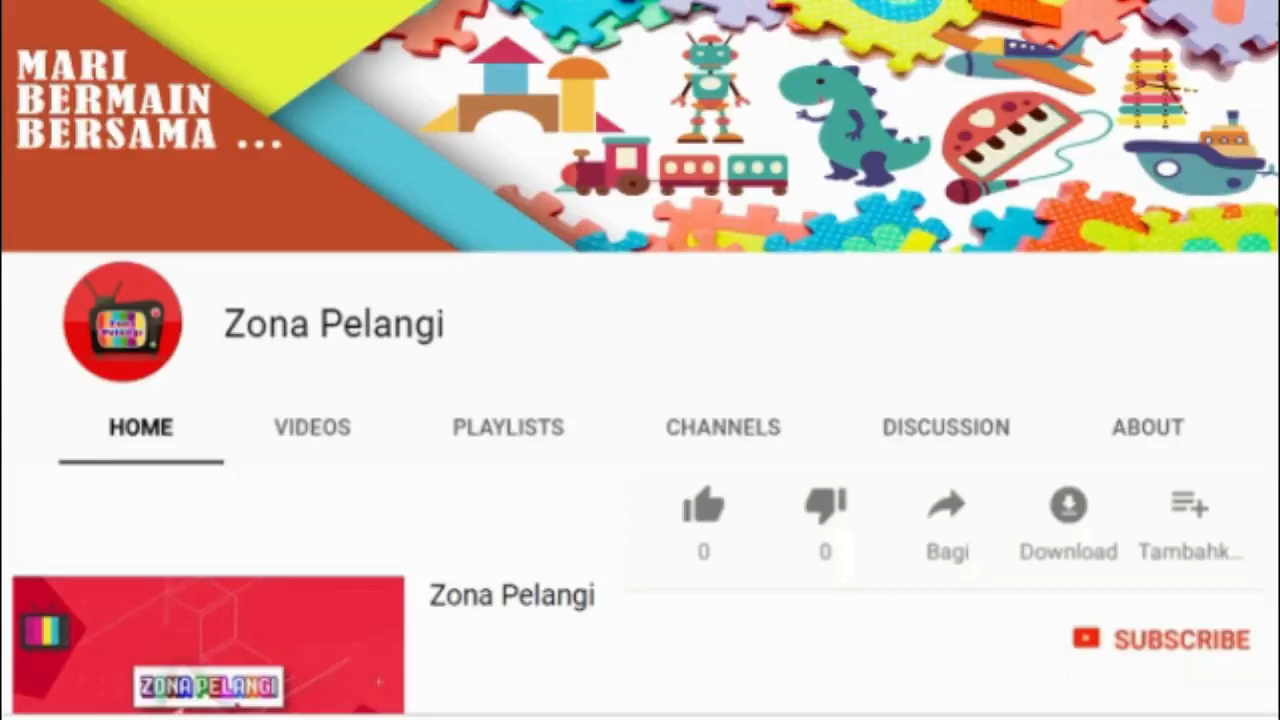 MARI
BERMAIN
BERSAMA ...
Zona Pelangi
HOME VIDEOS PLAYLISTS CHANNELS DISCUSSION ABOUT
0 0 Bagi Download Tambahk...
Zona Pelangi
SUBSCRIBE
ZONA PELANGI